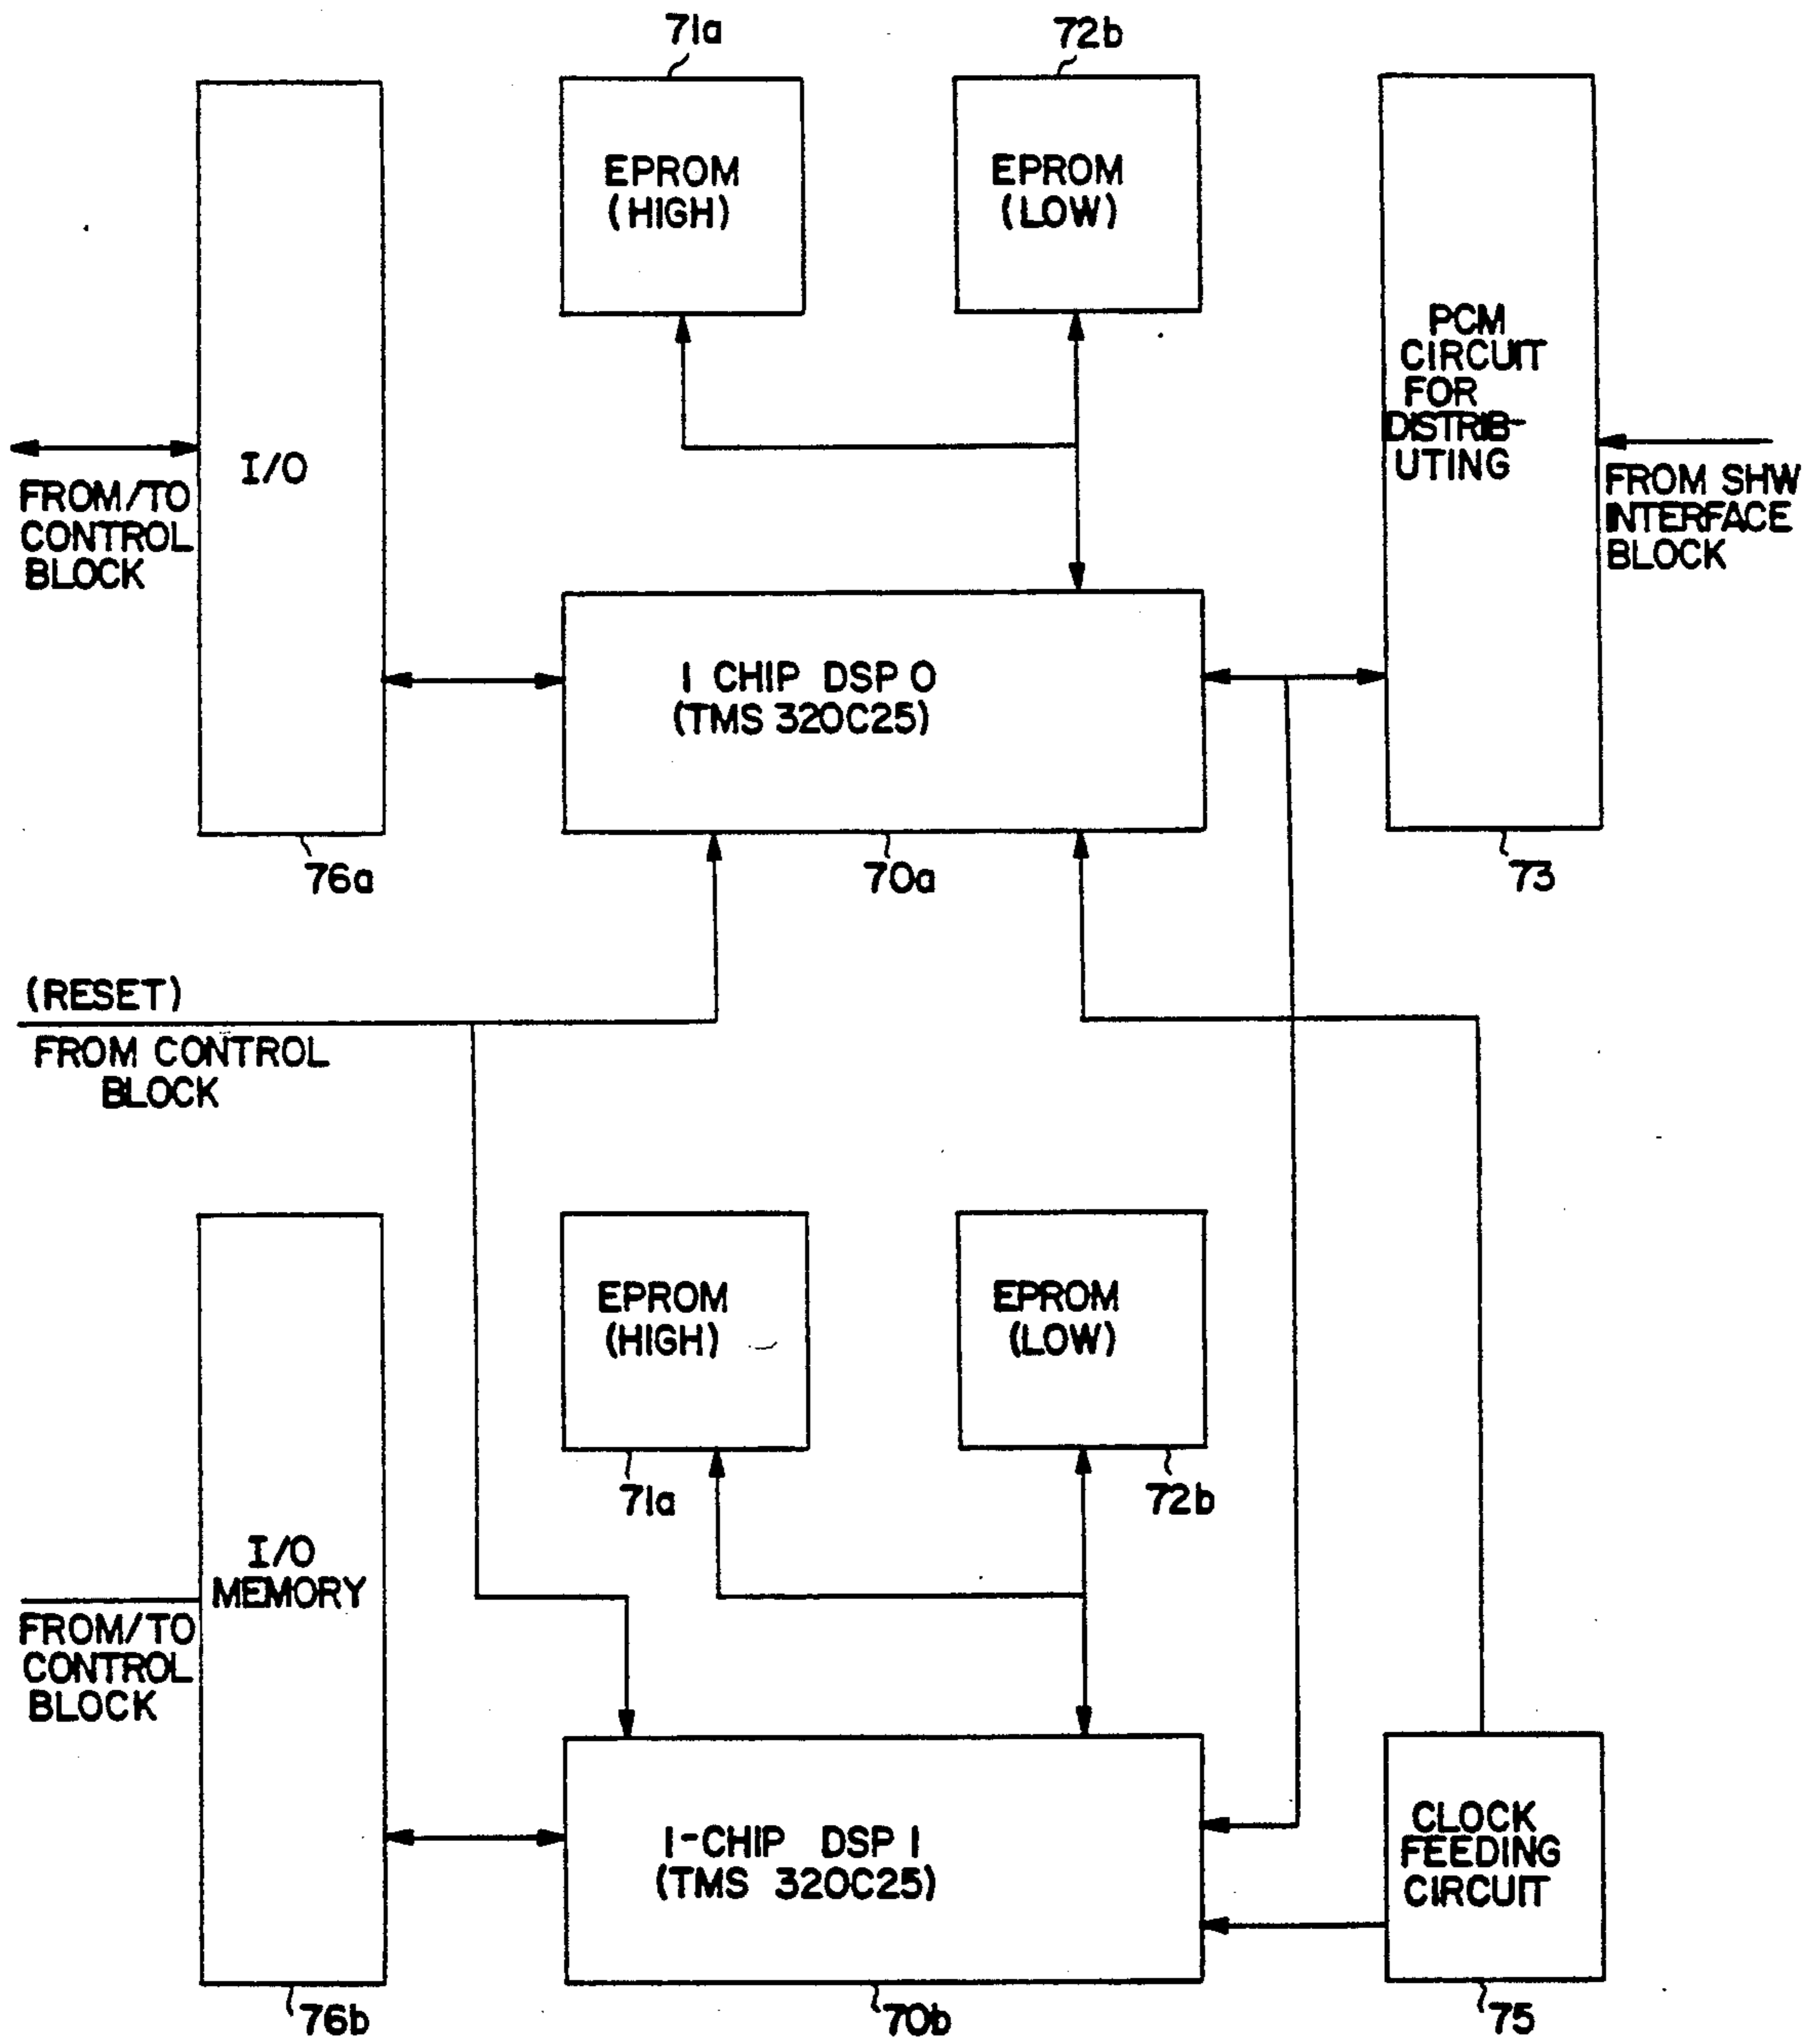 71a
72b
EPROM
(HIGH)
EPROM
(LOW)
PCM
CIRCUIT
FOR
DISTRIB-
UTING
I/O
FROM/TO
CONTROL
BLOCK
FROM SHW
INTERFACE
BLOCK
1 CHIP DSP 0
(TMS 320C25)
76a
70a
73
(RESET)
FROM CONTROL
BLOCK
EPROM
(HIGH)
EPROM
(LOW)
71a
72b
I/O
MEMORY
FROM/TO
CONTROL
BLOCK
1-CHIP DSP 1
(TMS 320C25)
CLOCK
FEEDING
CIRCUIT
76b
70b
75